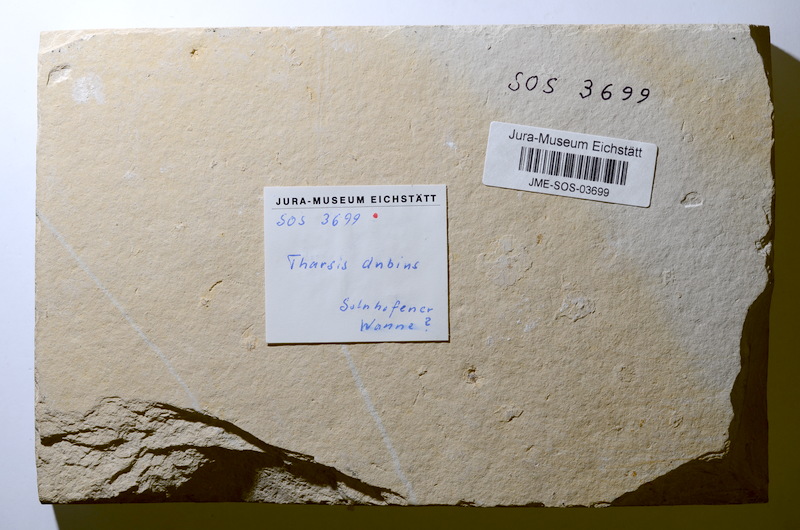 SOS 3699
Jura-Museum Eichstätt
JME-SOS-03699
JURA-MUSEUM EICHSTÄTT
SOS 3699
Tharsis dubius
Solnhofener
Wanne?